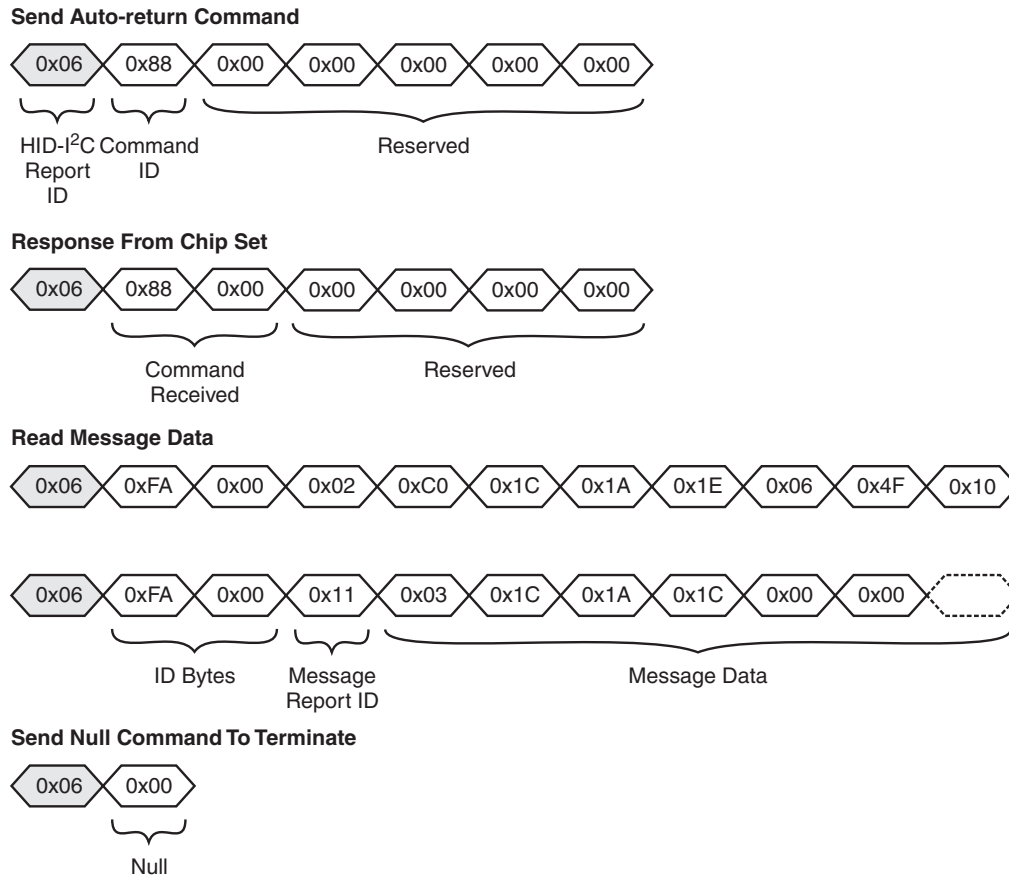 Send Auto-return Command
0x06 0x88 0x00 0x00 0x00 0x00 0x00
HID-I²C Report ID
Command ID
Reserved
Response From Chip Set
0x06 0x88 0x00 0x00 0x00 0x00 0x00
Command Received
Reserved
Read Message Data
0x06 0xFA 0x00 0x02 0xC0 0x1C 0x1A 0x1E 0x06 0x4F 0x10
0x06 0xFA 0x00 0x11 0x03 0x1C 0x1A 0x1C 0x00 0x00
ID Bytes
Message Report ID
Message Data
Send Null Command To Terminate
0x06 0x00
Null